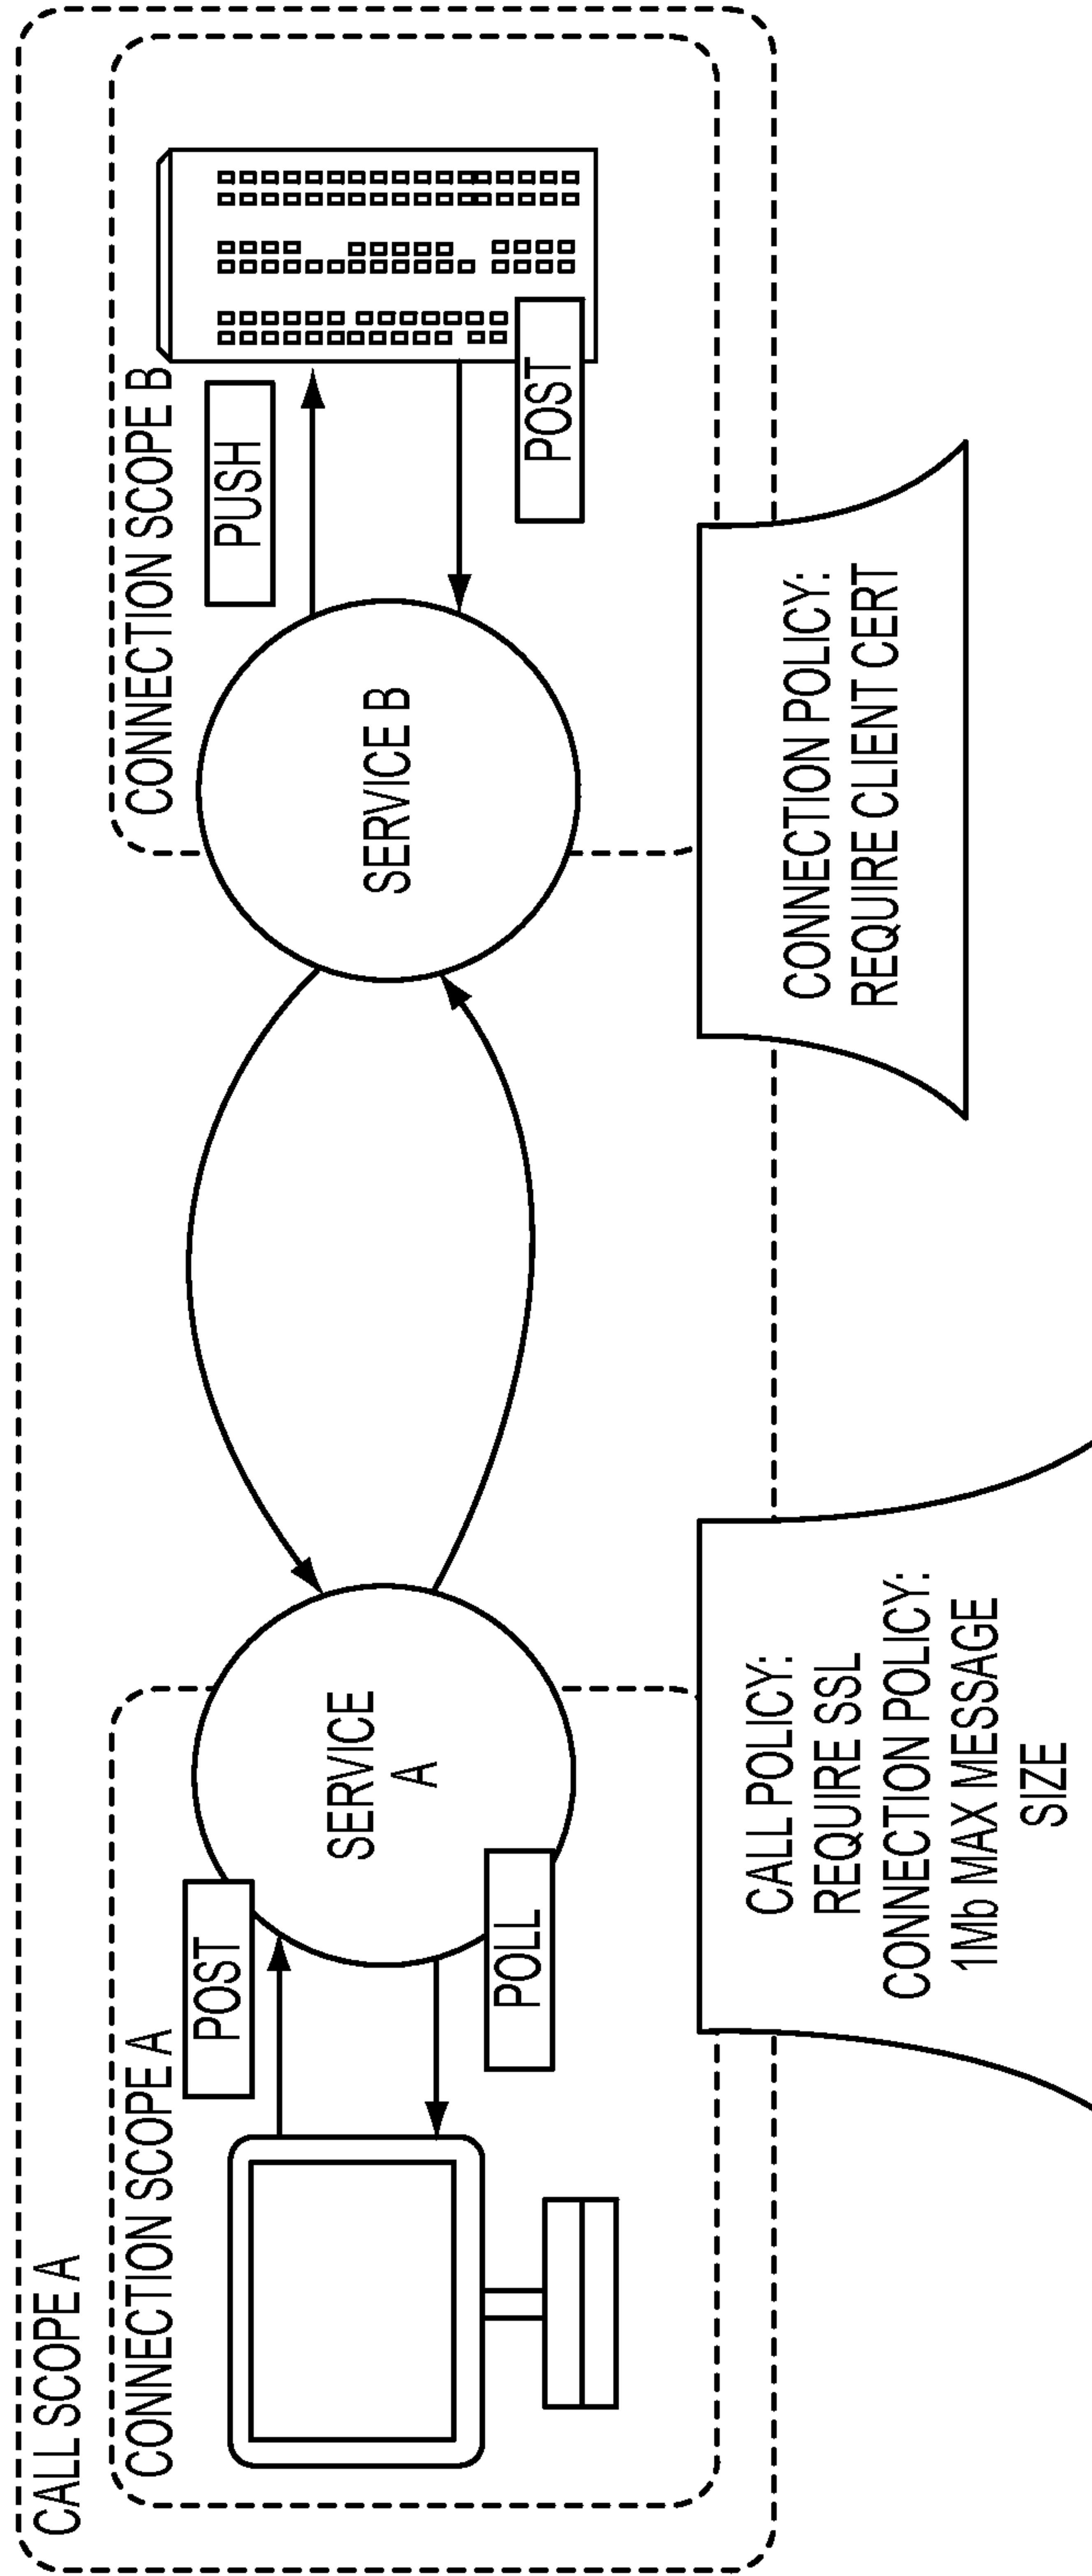 CALL SCOPE A
CONNECTION SCOPE A
CONNECTION SCOPE B
POST
PUSH
SERVICE
A
SERVICE B
POLL
POST
CALL POLICY:
REQUIRE SSL
CONNECTION POLICY:
1Mb MAX MESSAGE
SIZE
CONNECTION POLICY:
REQUIRE CLIENT CERT